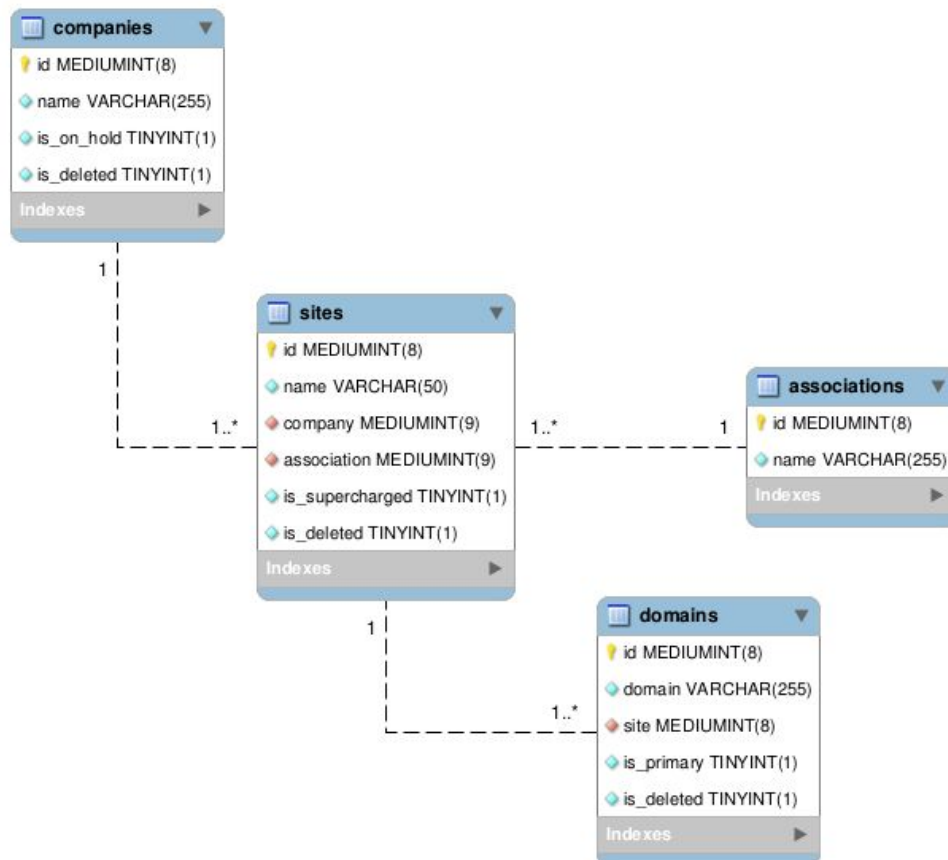 companies
id MEDIUMINT(8)
name VARCHAR(255)
is_on_hold TINYINT(1)
is_deleted TINYINT(1)
Indexes
1
1..*
sites
id MEDIUMINT(8)
name VARCHAR(50)
company MEDIUMINT(9)
association MEDIUMINT(9)
is_supercharged TINYINT(1)
is_deleted TINYINT(1)
Indexes
1..*
1
associations
id MEDIUMINT(8)
name VARCHAR(255)
Indexes
1
1..*
domains
id MEDIUMINT(8)
domain VARCHAR(255)
site MEDIUMINT(8)
is_primary TINYINT(1)
is_deleted TINYINT(1)
Indexes